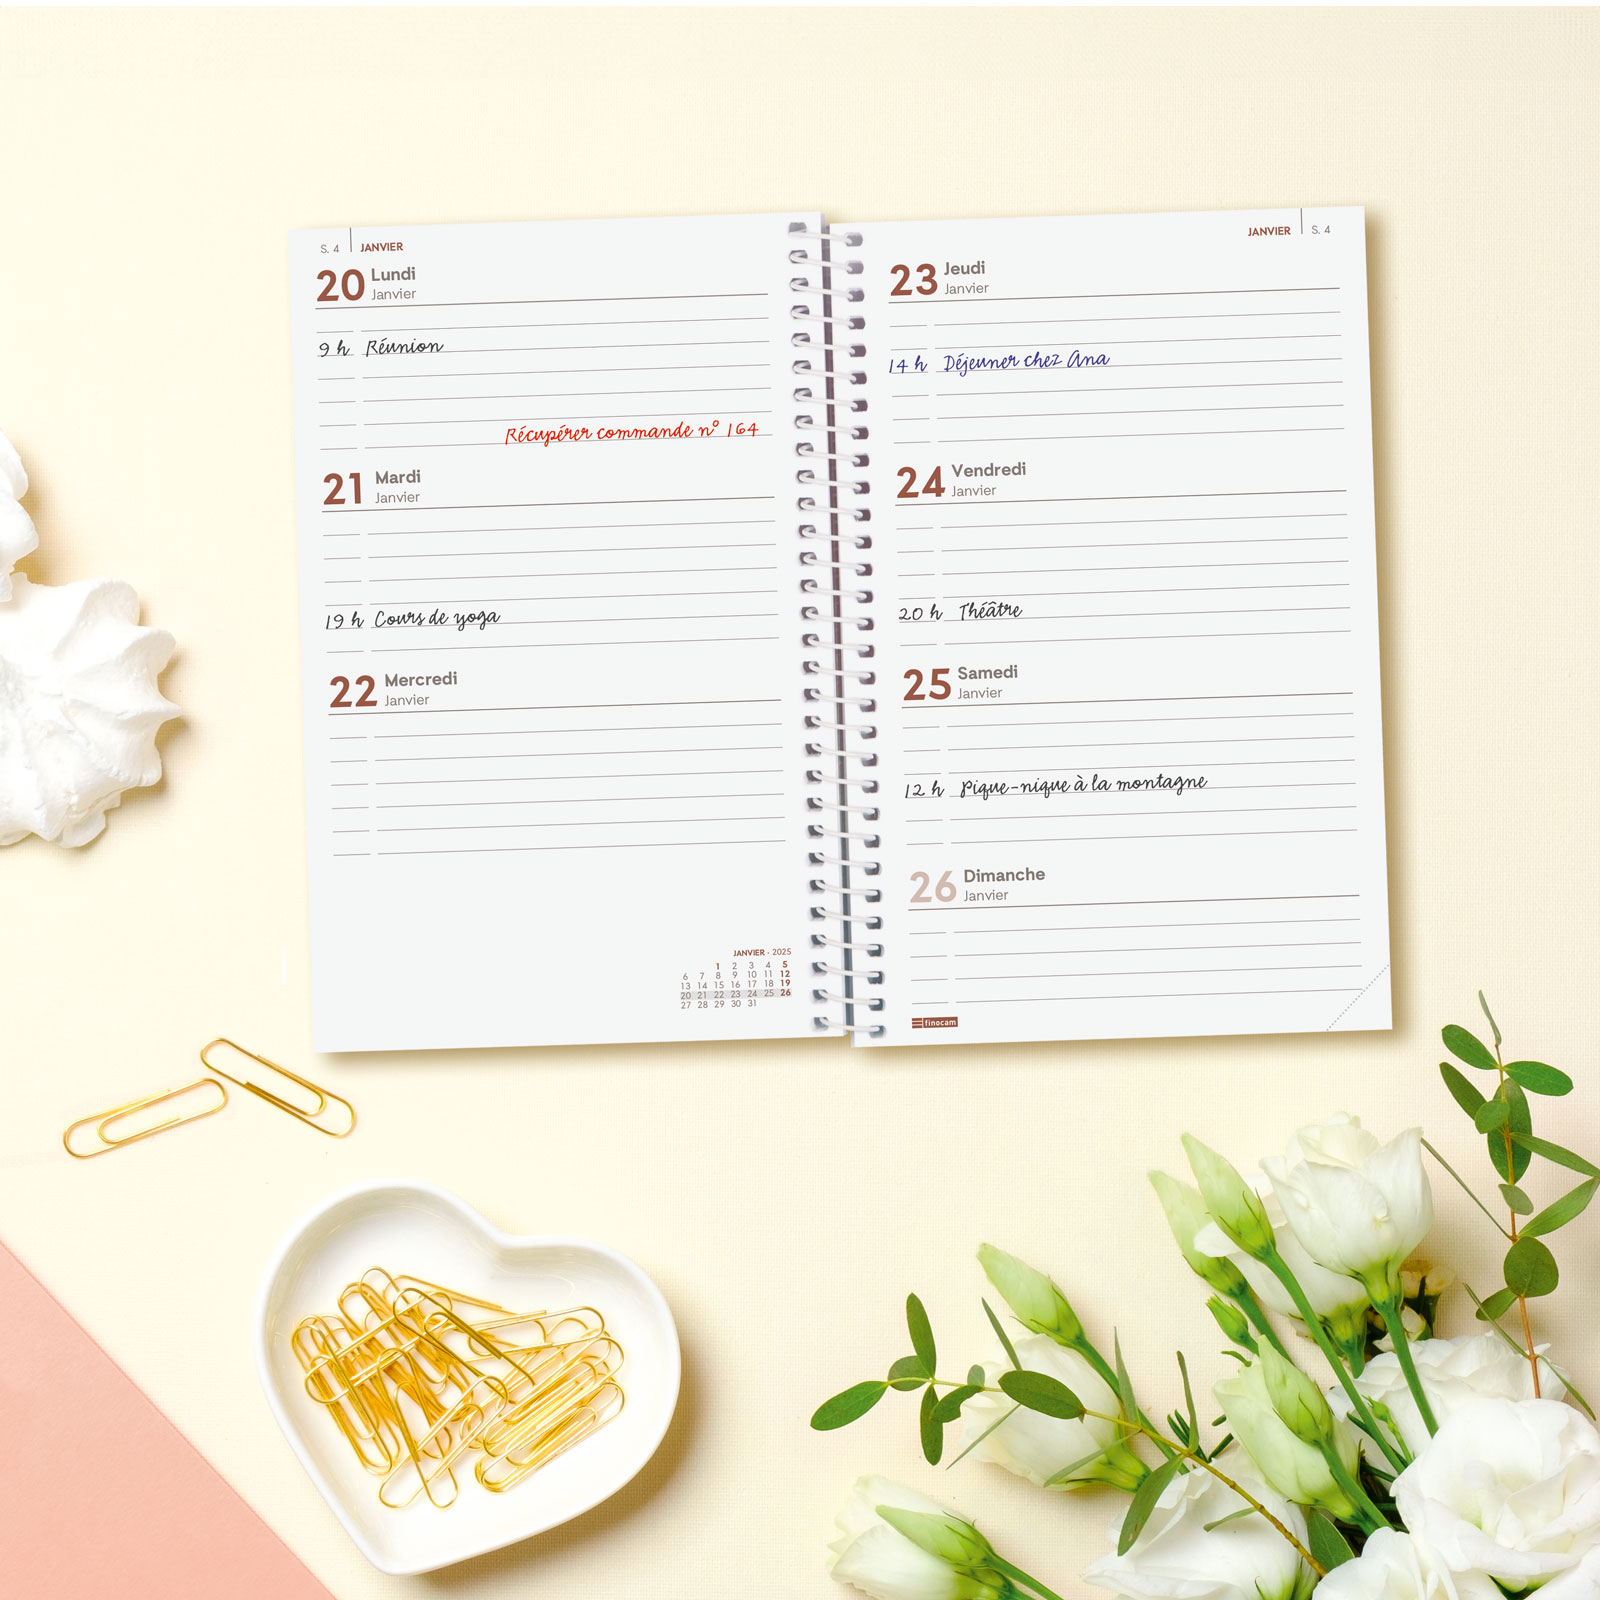 S. 4 JANVIER
20 Lundi
Janvier
9 h Réunion
Récupérer commande nº 164
21 Mardi
Janvier
19 h Cours de yoga
22 Mercredi
Janvier
JANVIER - 2025
1 2 3 4 5
6 7 8 9 10 11 12
13 14 15 16 17 18 19
20 21 22 23 24 25 26
27 28 29 30 31
JANVIER S. 4
23 Jeudi
Janvier
14 h Déjeuner chez Ana
24 Vendredi
Janvier
20 h Théâtre
25 Samedi
Janvier
12 h Pique-nique à la montagne
26 Dimanche
Janvier
finocam